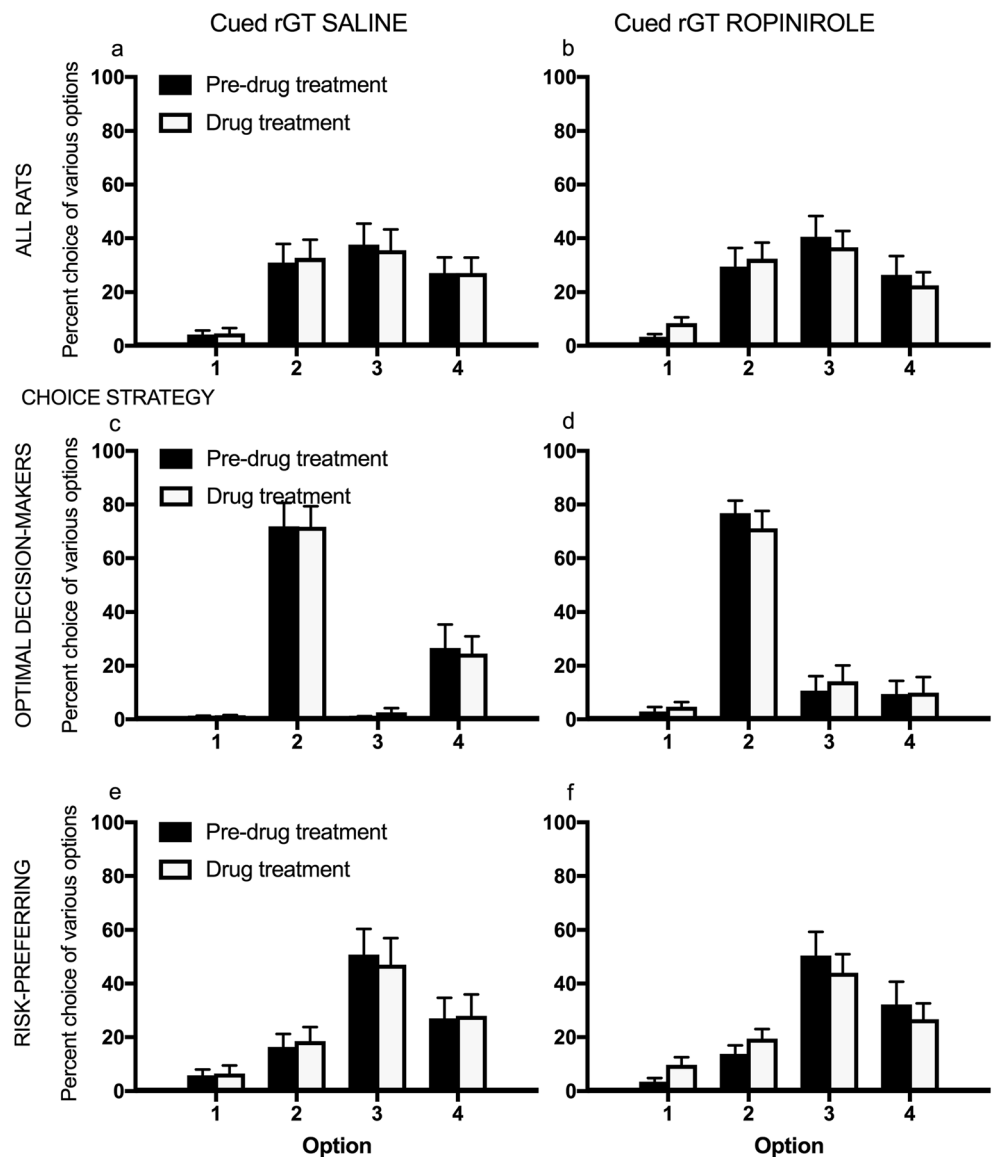 Cued rGT SALINE
Cued rGT ROPINIROLE
ALL RATS
a
Percent choice of various options
100
80
60
40
20
0
Pre-drug treatment
Drug treatment
1 2 3 4
b
100
80
60
40
20
0
1 2 3 4
CHOICE STRATEGY
OPTIMAL DECISION-MAKERS
c
Percent choice of various options
100
80
60
40
20
0
Pre-drug treatment
Drug treatment
1 2 3 4
d
100
80
60
40
20
0
1 2 3 4
RISK-PREFERRING
e
Percent choice of various options
100
80
60
40
20
0
Pre-drug treatment
Drug treatment
1 2 3 4
Option
f
100
80
60
40
20
0
1 2 3 4
Option